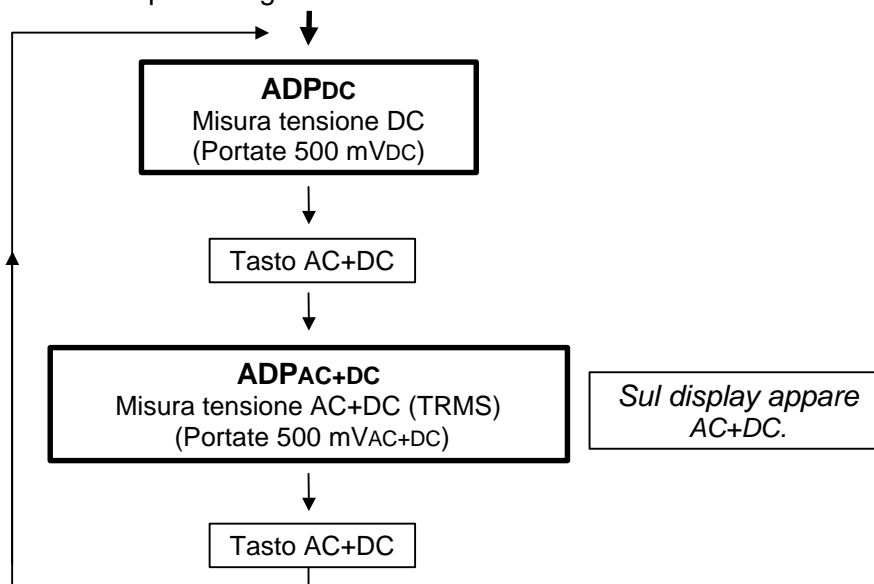 ADPDC
Misura tensione DC
(Portate 500 mVDC)
Tasto AC+DC
ADPAC+DC
Misura tensione AC+DC (TRMS)
(Portate 500 mVAC+DC)
Sul display appare
AC+DC.
Tasto AC+DC